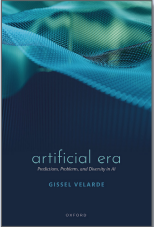 artificial era
Predictions, Problems, and Diversity in AI
GISSEL VELARDE
OXFORD